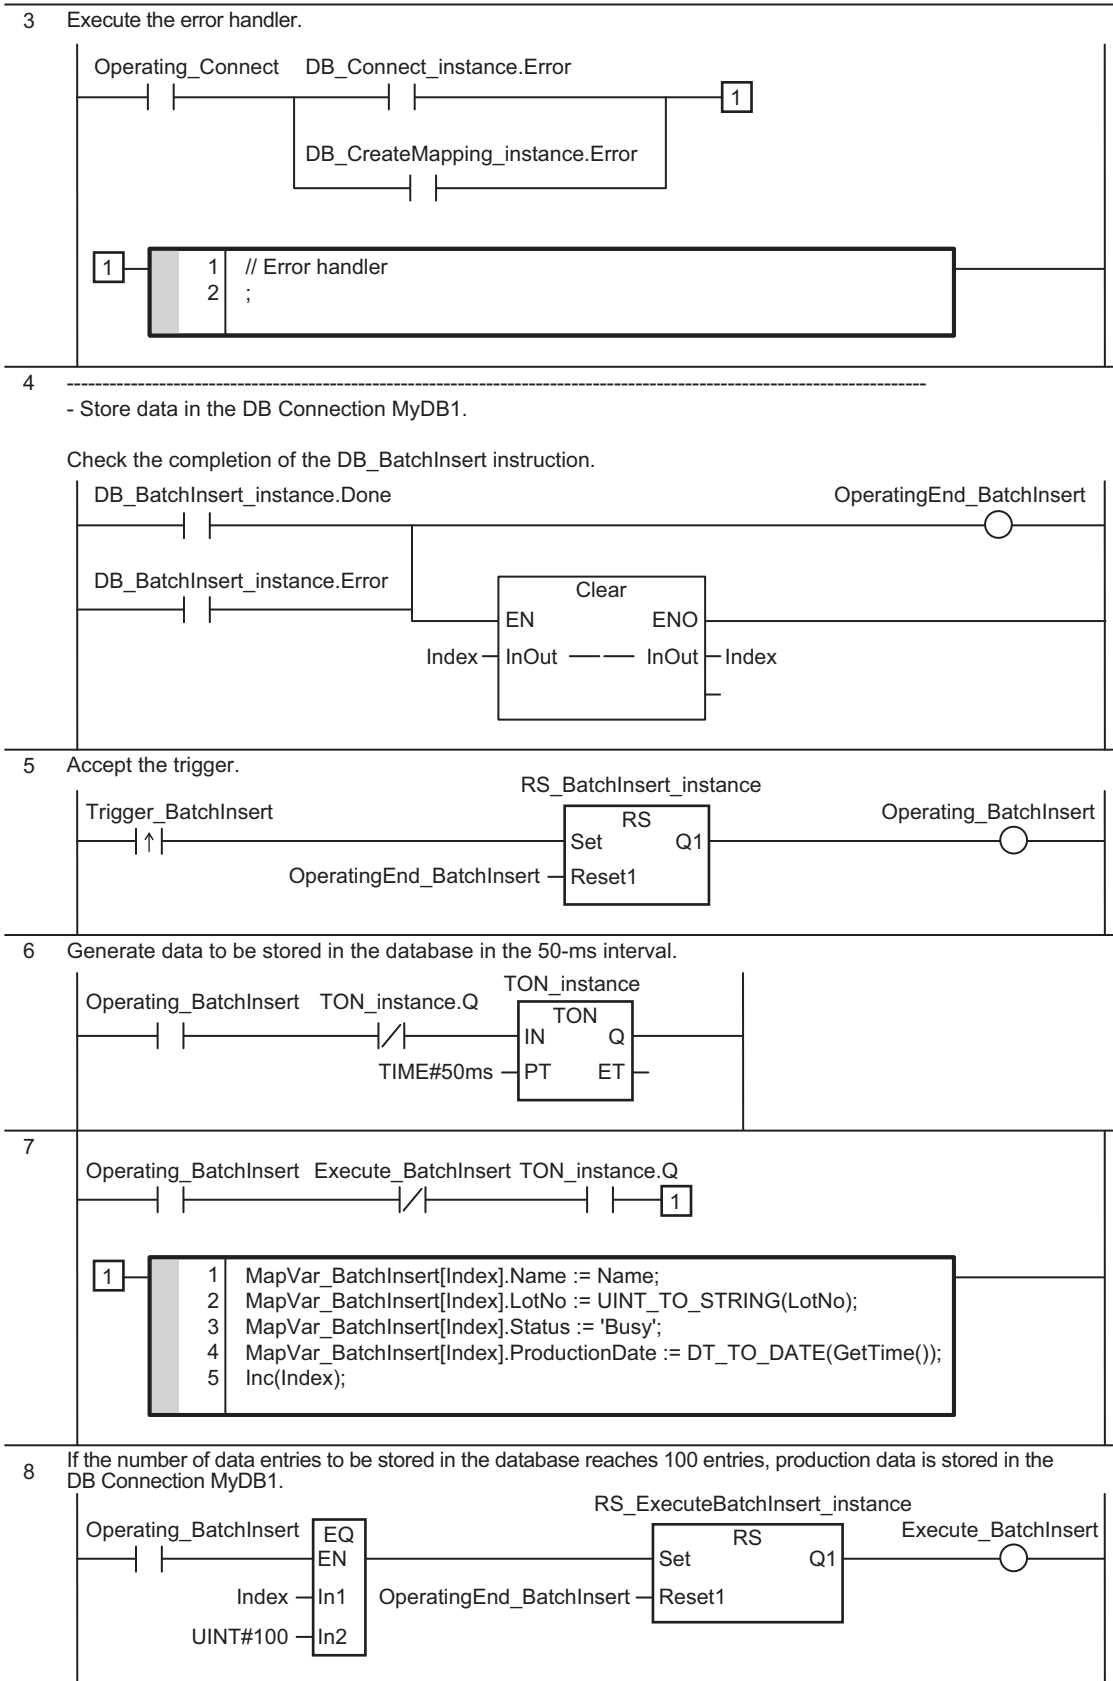 3 Execute the error handler.
Operating_Connect DB_Connect_instance.Error
1
DB_CreateMapping_instance.Error
1
1 // Error handler
2 ;
4 ----------------------------------------------------------------------------------------------------------------------------
- Store data in the DB Connection MyDB1.
Check the completion of the DB_BatchInsert instruction.
DB_BatchInsert_instance.Done OperatingEnd_BatchInsert
DB_BatchInsert_instance.Error
Clear
EN ENO
Index InOut InOut Index
5 Accept the trigger.
RS_BatchInsert_instance
Trigger_BatchInsert RS Operating_BatchInsert
Set Q1
OperatingEnd_BatchInsert Reset1
6 Generate data to be stored in the database in the 50-ms interval.
TON_instance
Operating_BatchInsert TON_instance.Q TON
IN Q
TIME#50ms PT ET
7
Operating_BatchInsert Execute_BatchInsert TON_instance.Q
1
1
1 MapVar_BatchInsert[Index].Name := Name;
2 MapVar_BatchInsert[Index].LotNo := UINT_TO_STRING(LotNo);
3 MapVar_BatchInsert[Index].Status := 'Busy';
4 MapVar_BatchInsert[Index].ProductionDate := DT_TO_DATE(GetTime());
5 Inc(Index);
8 If the number of data entries to be stored in the database reaches 100 entries, production data is stored in the
DB Connection MyDB1.
RS_ExecuteBatchInsert_instance
Operating_BatchInsert EQ RS Execute_BatchInsert
EN Set Q1
Index In1 OperatingEnd_BatchInsert Reset1
UINT#100 In2